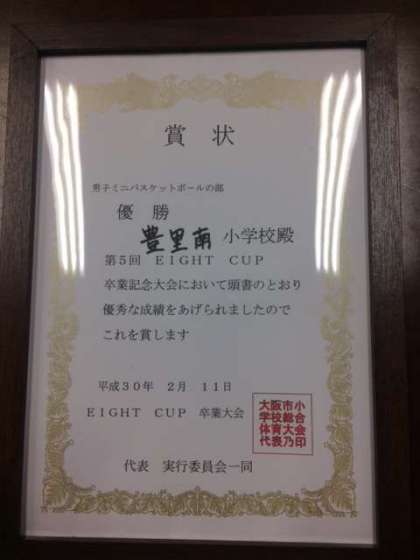 賞状
男子ミニバスケットボールの部
優勝
豊里南 小学校殿
第5回 EIGHT CUP
卒業記念大会において頭書のとおり
優秀な成績をあげられましたので
これを賞します
平成30年 2月 11日
EIGHT CUP 卒業大会
大阪市小
学校総合
体育大会
代表乃印
代表 実行委員会一同